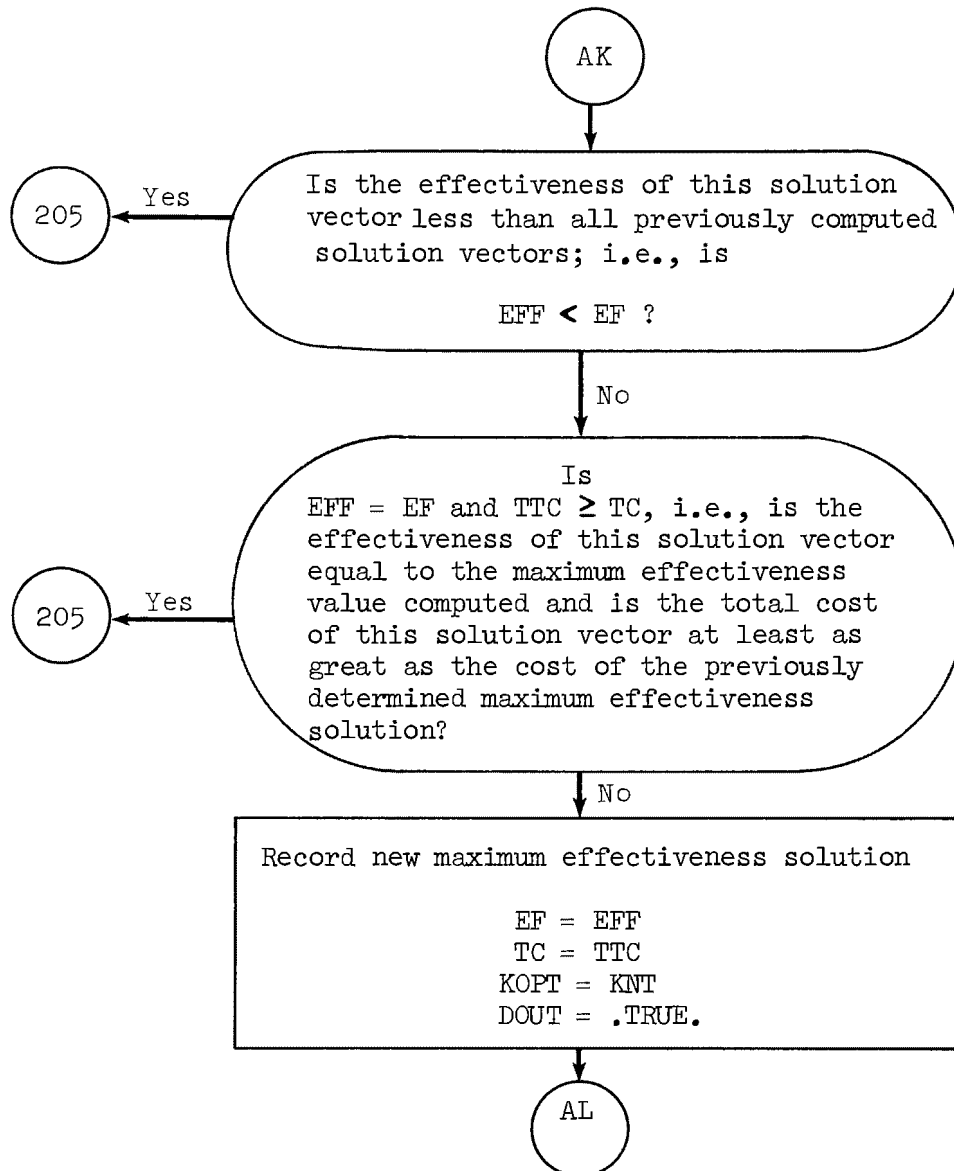 AK
Is the effectiveness of this solution
vector less than all previously computed
solution vectors; i.e., is
EFF < EF ?
Yes
205
No
Is
EFF = EF and TTC ≥ TC, i.e., is the
effectiveness of this solution vector
equal to the maximum effectiveness
value computed and is the total cost
of this solution vector at least as
great as the cost of the previously
determined maximum effectiveness
solution?
Yes
205
No
Record new maximum effectiveness solution
EF = EFF
TC = TTC
KOPT = KNT
DOUT = .TRUE.
AL